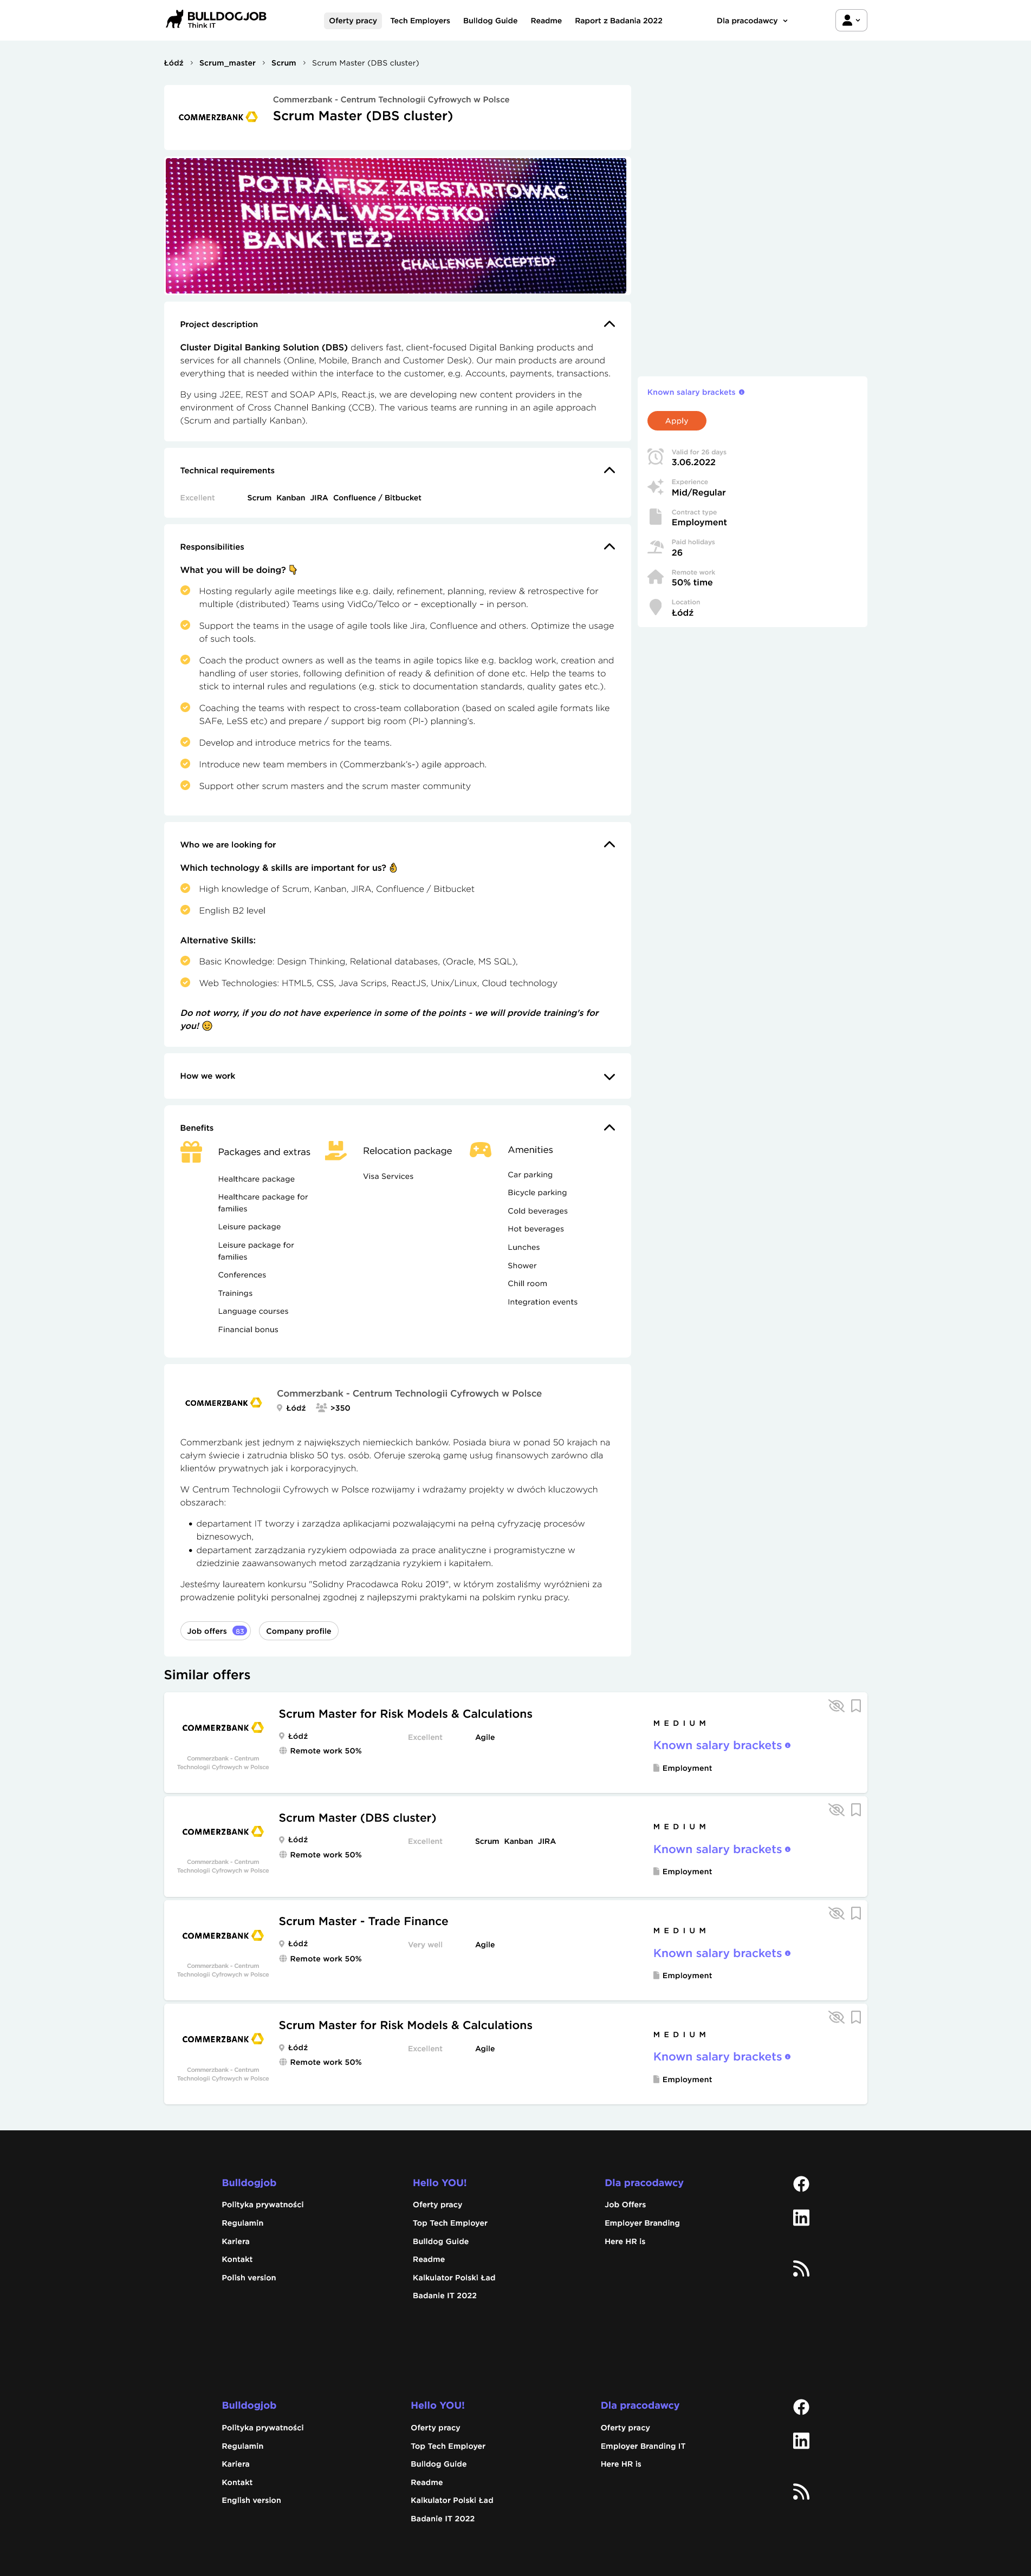 BULLDOGJOB
Think IT
Oferty pracy
Tech Employers
Bulldog Guide
Readme
Raport z Badania 2022
Dla pracodawcy
Łódź > Scrum_master > Scrum > Scrum Master (DBS cluster)
COMMERZBANK
Commerzbank - Centrum Technologii Cyfrowych w Polsce
Scrum Master (DBS cluster)
POTRAFISZ ZRESTARTOWAĆ
NIEMAL WSZYSTKO.
BANK TEŻ?
CHALLENGE ACCEPTED?
Project description
Cluster Digital Banking Solution (DBS) delivers fast, client-focused Digital Banking products and
services for all channels (Online, Mobile, Branch and Customer Desk). Our main products are around
everything that is needed within the interface to the customer, e.g. Accounts, payments, transactions.
By using J2EE, REST and SOAP APIs, React.js, we are developing new content providers in the
environment of Cross Channel Banking (CCB). The various teams are running in an agile approach
(Scrum and partially Kanban).
Known salary brackets
Apply
Valid for 26 days
3.06.2022
Experience
Mid/Regular
Contract type
Employment
Paid holidays
26
Remote work
50% time
Location
Łódź
Technical requirements
Excellent
Scrum Kanban JIRA Confluence / Bitbucket
Responsibilities
What you will be doing? 👇
Hosting regularly agile meetings like e.g. daily, refinement, planning, review & retrospective for
multiple (distributed) Teams using VidCo/Telco or – exceptionally – in person.
Support the teams in the usage of agile tools like Jira, Confluence and others. Optimize the usage
of such tools.
Coach the product owners as well as the teams in agile topics like e.g. backlog work, creation and
handling of user stories, following definition of ready & definition of done etc. Help the teams to
stick to internal rules and regulations (e.g. stick to documentation standards, quality gates etc.).
Coaching the teams with respect to cross-team collaboration (based on scaled agile formats like
SAFe, LeSS etc) and prepare / support big room (PI-) planning's.
Develop and introduce metrics for the teams.
Introduce new team members in (Commerzbank's-) agile approach.
Support other scrum masters and the scrum master community
Who we are looking for
Which technology & skills are important for us? 👌
High knowledge of Scrum, Kanban, JIRA, Confluence / Bitbucket
English B2 level
Alternative Skills:
Basic Knowledge: Design Thinking, Relational databases, (Oracle, MS SQL),
Web Technologies: HTML5, CSS, Java Scrips, ReactJS, Unix/Linux, Cloud technology
Do not worry, if you do not have experience in some of the points - we will provide training's for
you! 😉
How we work
Benefits
Packages and extras
Healthcare package
Healthcare package for
families
Leisure package
Leisure package for
families
Conferences
Trainings
Language courses
Financial bonus
Relocation package
Visa Services
Amenities
Car parking
Bicycle parking
Cold beverages
Hot beverages
Lunches
Shower
Chill room
Integration events
COMMERZBANK
Commerzbank - Centrum Technologii Cyfrowych w Polsce
Łódź >350
Commerzbank jest jednym z największych niemieckich banków. Posiada biura w ponad 50 krajach na
całym świecie i zatrudnia blisko 50 tys. osób. Oferuje szeroką gamę usług finansowych zarówno dla
klientów prywatnych jak i korporacyjnych.
W Centrum Technologii Cyfrowych w Polsce rozwijamy i wdrażamy projekty w dwóch kluczowych
obszarach:
• departament IT tworzy i zarządza aplikacjami pozwalającymi na pełną cyfryzację procesów
biznesowych,
• departament zarządzania ryzykiem odpowiada za prace analityczne i programistyczne w
dziedzinie zaawansowanych metod zarządzania ryzykiem i kapitałem.
Jesteśmy laureatem konkursu "Solidny Pracodawca Roku 2019", w którym zostaliśmy wyróżnieni za
prowadzenie polityki personalnej zgodnej z najlepszymi praktykami na polskim rynku pracy.
Job offers 83
Company profile
Similar offers
COMMERZBANK
Commerzbank - Centrum
Technologii Cyfrowych w Polsce
Scrum Master for Risk Models & Calculations
Łódź
Remote work 50%
Excellent
Agile
MEDIUM
Known salary brackets
Employment
COMMERZBANK
Commerzbank - Centrum
Technologii Cyfrowych w Polsce
Scrum Master (DBS cluster)
Łódź
Remote work 50%
Excellent
Scrum Kanban JIRA
MEDIUM
Known salary brackets
Employment
COMMERZBANK
Commerzbank - Centrum
Technologii Cyfrowych w Polsce
Scrum Master - Trade Finance
Łódź
Remote work 50%
Very well
Agile
MEDIUM
Known salary brackets
Employment
COMMERZBANK
Commerzbank - Centrum
Technologii Cyfrowych w Polsce
Scrum Master for Risk Models & Calculations
Łódź
Remote work 50%
Excellent
Agile
MEDIUM
Known salary brackets
Employment
Bulldogjob
Polityka prywatności
Regulamin
Kariera
Kontakt
Polish version
Hello YOU!
Oferty pracy
Top Tech Employer
Bulldog Guide
Readme
Kalkulator Polski Ład
Badanie IT 2022
Dla pracodawcy
Job Offers
Employer Branding
Here HR is
Bulldogjob
Polityka prywatności
Regulamin
Kariera
Kontakt
English version
Hello YOU!
Oferty pracy
Top Tech Employer
Bulldog Guide
Readme
Kalkulator Polski Ład
Badanie IT 2022
Dla pracodawcy
Oferty pracy
Employer Branding IT
Here HR is